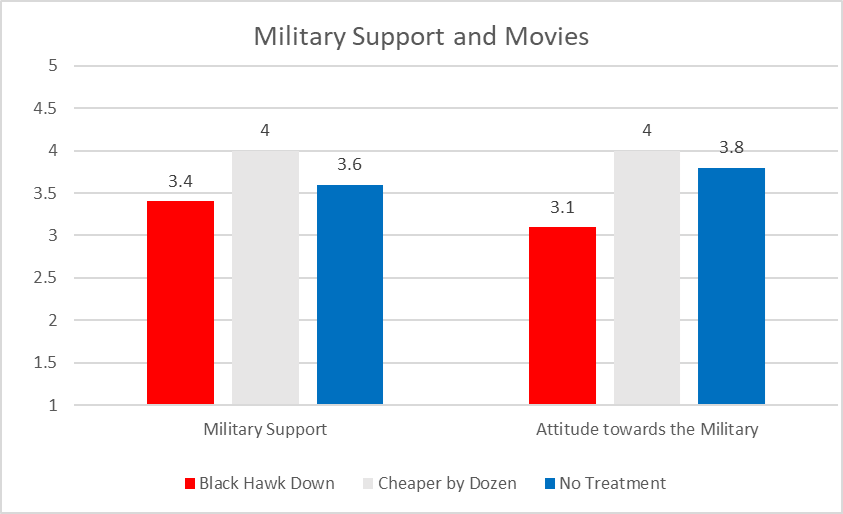 Military Support and Movies
5
4.5
4
3.5
3
2.5
2
1.5
1
3.4
4
3.6
3.1
4
3.8
Military Support
Attitude towards the Military
Black Hawk Down
Cheaper by Dozen
No Treatment